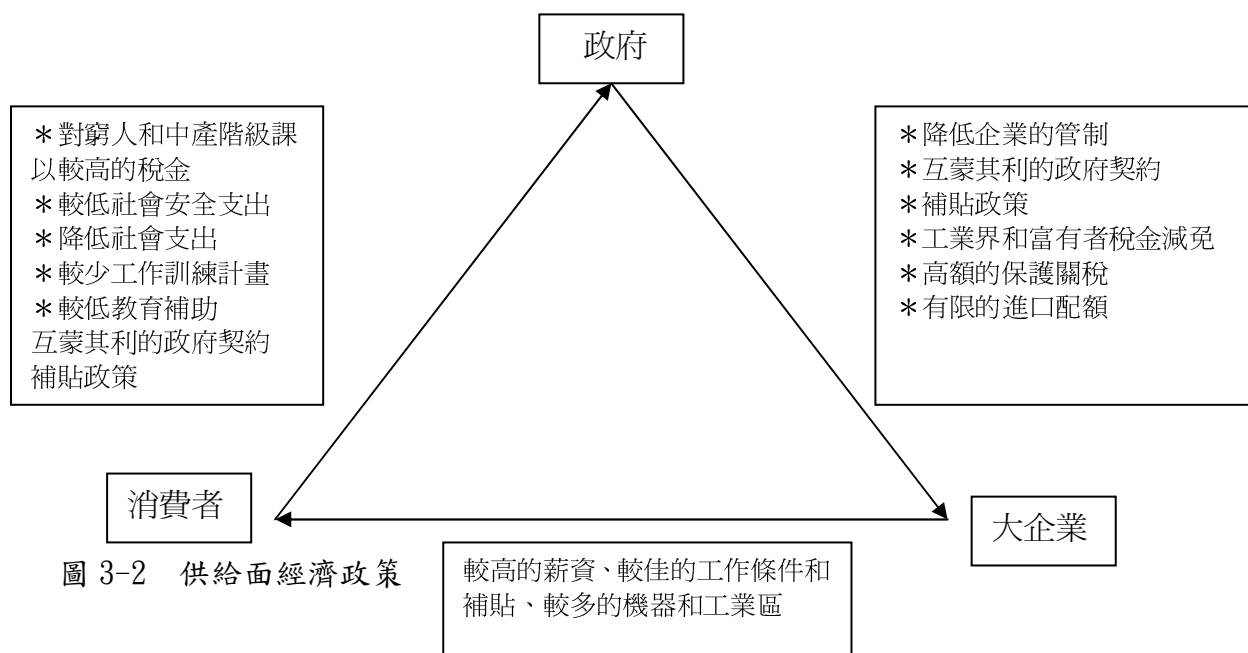 政府
＊對窮人和中產階級課
以較高的稅金
＊較低社會安全支出
＊降低社會支出
＊較少工作訓練計畫
＊較低教育補助
互蒙其利的政府契約
補貼政策
＊降低企業的管制
＊互蒙其利的政府契約
＊補貼政策
＊工業界和富有者稅金減免
＊高額的保護關稅
＊有限的進口配額
消費者
大企業
圖 3-2　供給面經濟政策
較高的薪資、較佳的工作條件和
補貼、較多的機器和工業區